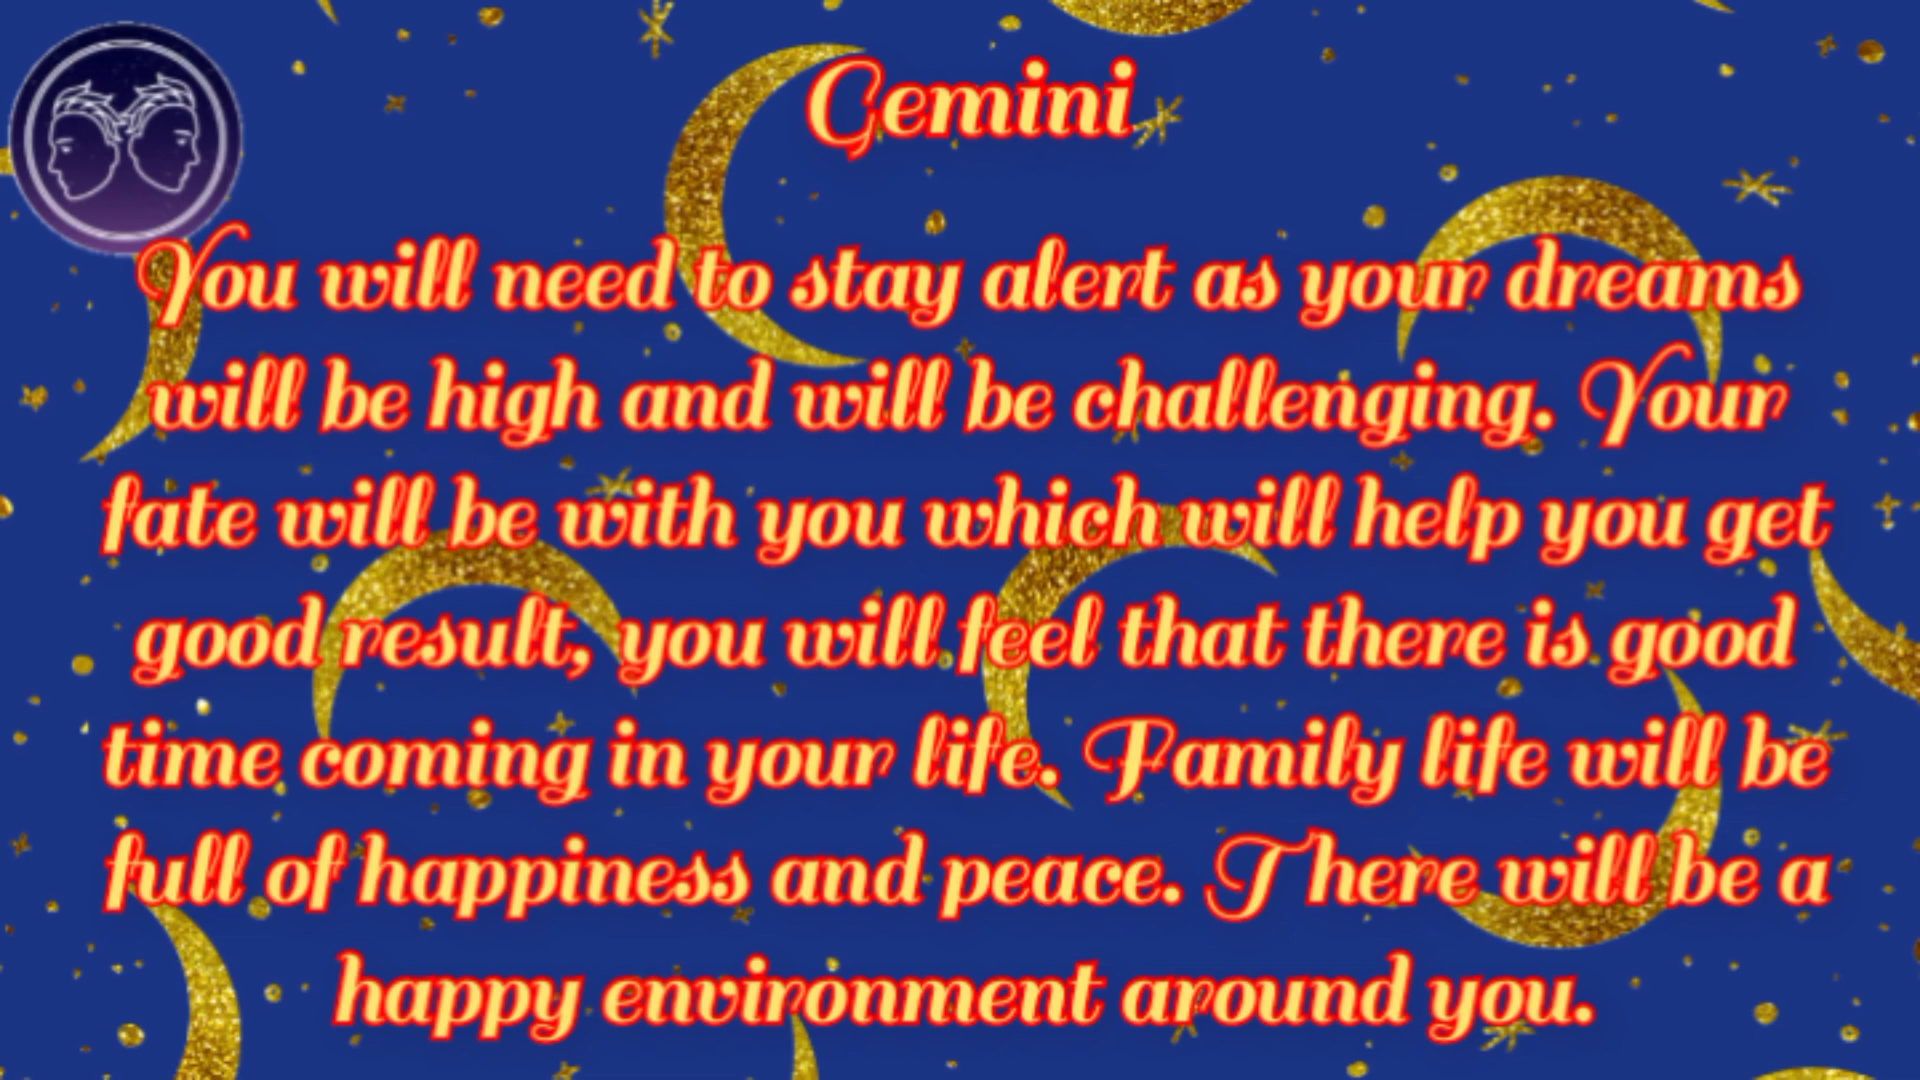 Gemini
You will need to stay alert as your dreams
will be high and will be challenging. Your
fate will be with you which will help you get
good result, you will feel that there is good
time coming in your life. Family life will be
full of happiness and peace. There will be a
happy environment around you.